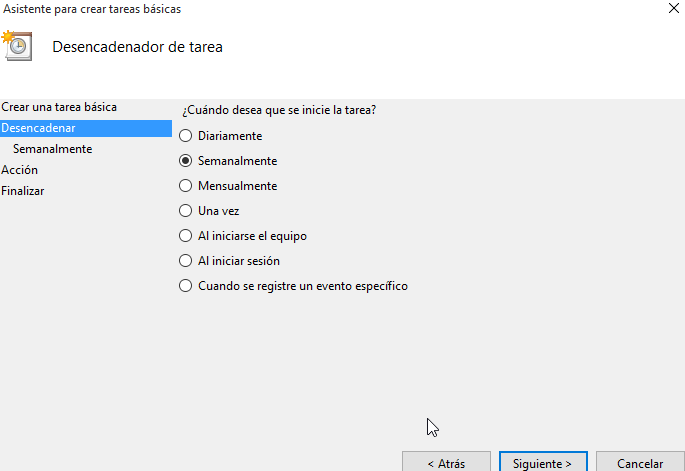 Asistente para crear tareas básicas
Desencadenador de tarea
Crear una tarea básica
Desencadenar
Semanalmente
Acción
Finalizar
¿Cuándo desea que se inicie la tarea?
Diariamente
Semanalmente
Mensualmente
Una vez
Al iniciarse el equipo
Al iniciar sesión
Cuando se registre un evento específico
< Atrás
Siguiente >
Cancelar